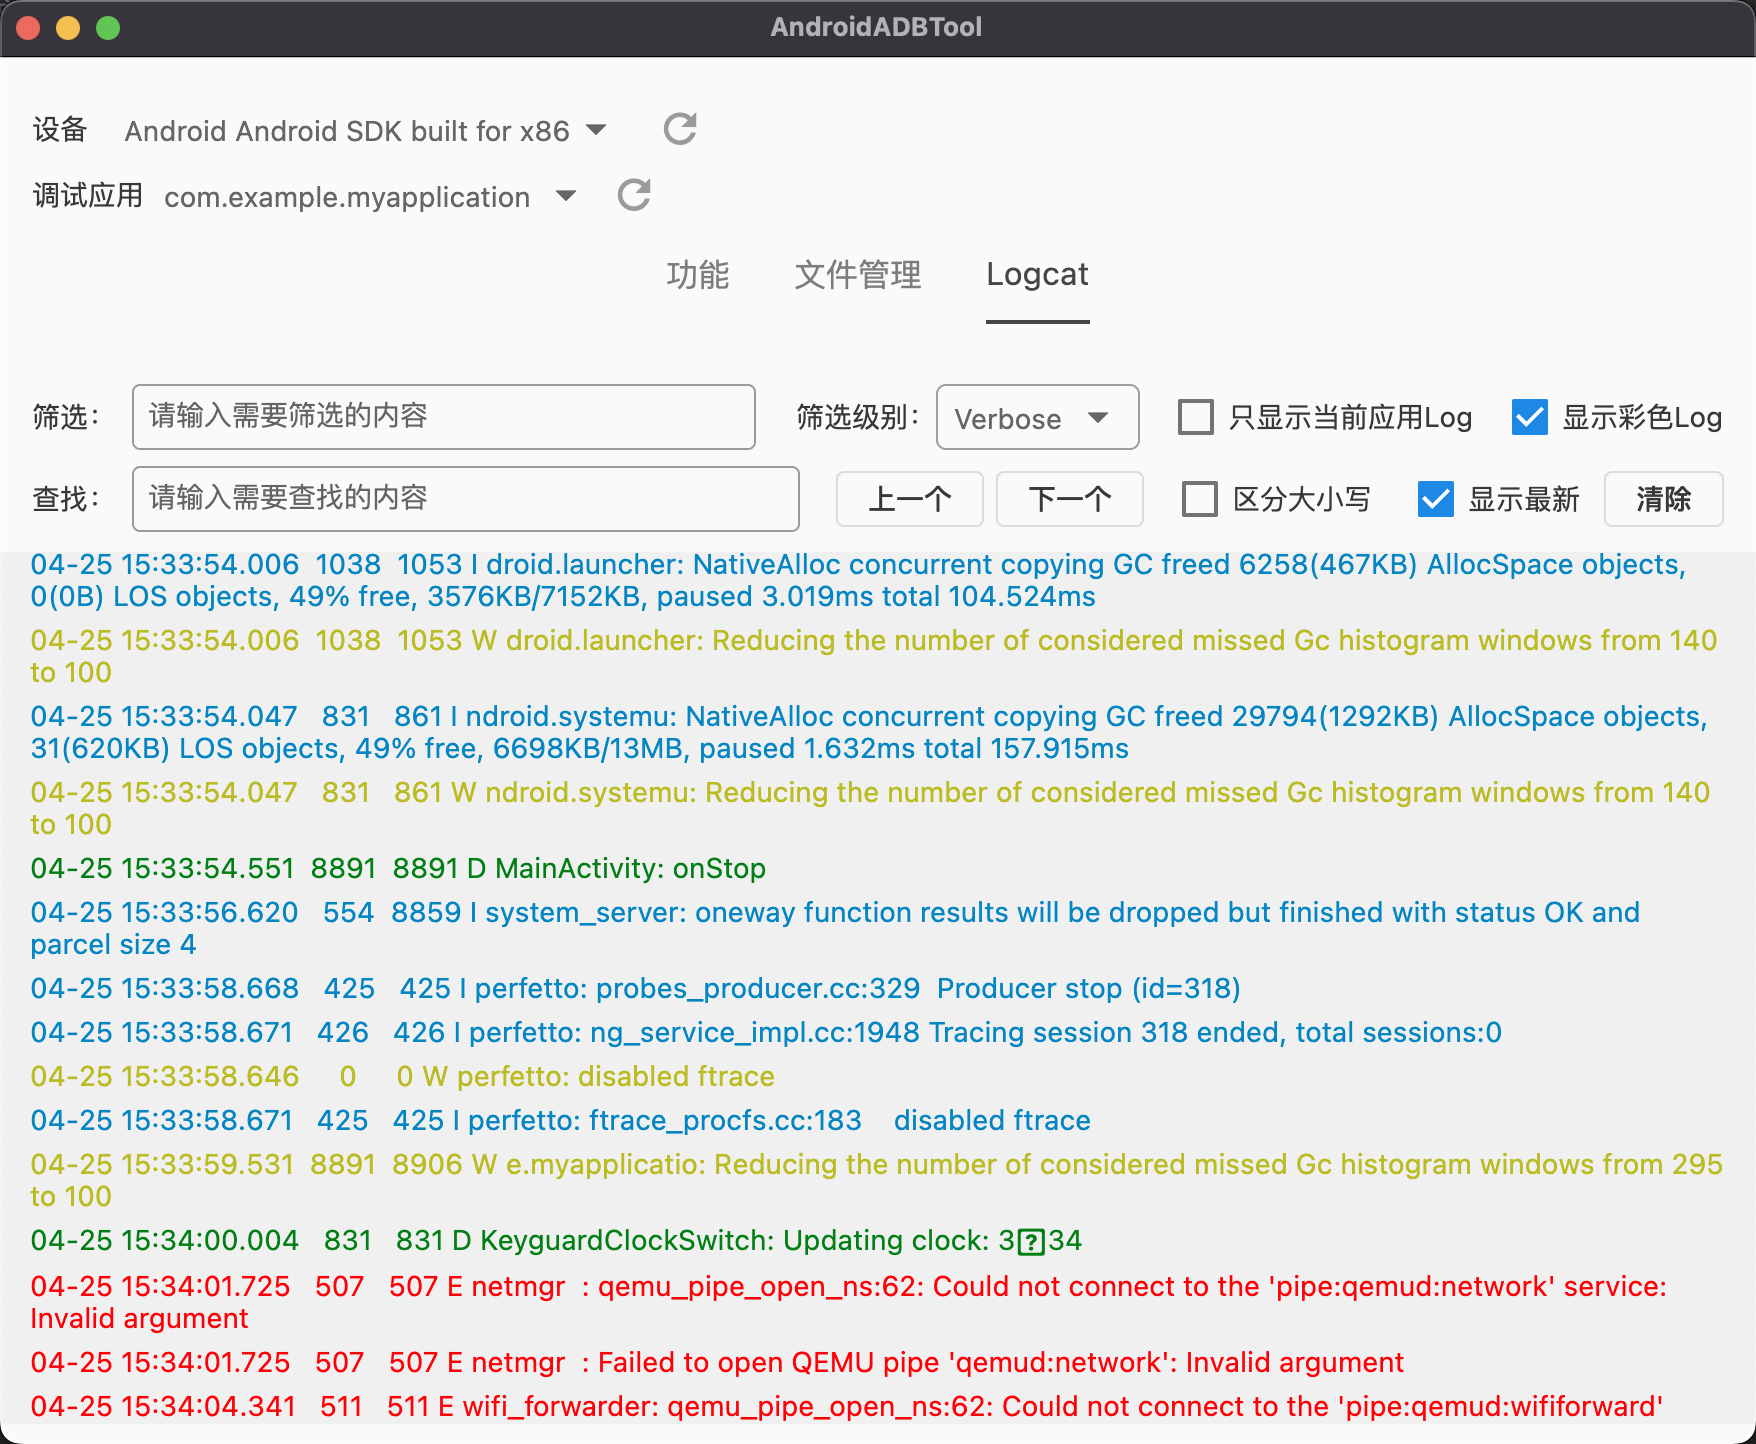 AndroidADBTool
设备 Android Android SDK built for x86
调试应用 com.example.myapplication
功能 文件管理 Logcat
筛选： 请输入需要筛选的内容 筛选级别： Verbose 只显示当前应用Log 显示彩色Log
查找： 请输入需要查找的内容 上一个 下一个 区分大小写 显示最新 清除
04-25 15:33:54.006  1038  1053 I droid.launcher: NativeAlloc concurrent copying GC freed 6258(467KB) AllocSpace objects,
0(0B) LOS objects, 49% free, 3576KB/7152KB, paused 3.019ms total 104.524ms
04-25 15:33:54.006  1038  1053 W droid.launcher: Reducing the number of considered missed Gc histogram windows from 140
to 100
04-25 15:33:54.047   831   861 I ndroid.systemu: NativeAlloc concurrent copying GC freed 29794(1292KB) AllocSpace objects,
31(620KB) LOS objects, 49% free, 6698KB/13MB, paused 1.632ms total 157.915ms
04-25 15:33:54.047   831   861 W ndroid.systemu: Reducing the number of considered missed Gc histogram windows from 140
to 100
04-25 15:33:54.551  8891  8891 D MainActivity: onStop
04-25 15:33:56.620   554  8859 I system_server: oneway function results will be dropped but finished with status OK and
parcel size 4
04-25 15:33:58.668   425   425 I perfetto: probes_producer.cc:329  Producer stop (id=318)
04-25 15:33:58.671   426   426 I perfetto: ng_service_impl.cc:1948 Tracing session 318 ended, total sessions:0
04-25 15:33:58.646     0     0 W perfetto: disabled ftrace
04-25 15:33:58.671   425   425 I perfetto: ftrace_procfs.cc:183    disabled ftrace
04-25 15:33:59.531  8891  8906 W e.myapplicatio: Reducing the number of considered missed Gc histogram windows from 295
to 100
04-25 15:34:00.004   831   831 D KeyguardClockSwitch: Updating clock: 3⍰34
04-25 15:34:01.725   507   507 E netmgr  : qemu_pipe_open_ns:62: Could not connect to the 'pipe:qemud:network' service:
Invalid argument
04-25 15:34:01.725   507   507 E netmgr  : Failed to open QEMU pipe 'qemud:network': Invalid argument
04-25 15:34:04.341   511   511 E wifi_forwarder: qemu_pipe_open_ns:62: Could not connect to the 'pipe:qemud:wififorward'